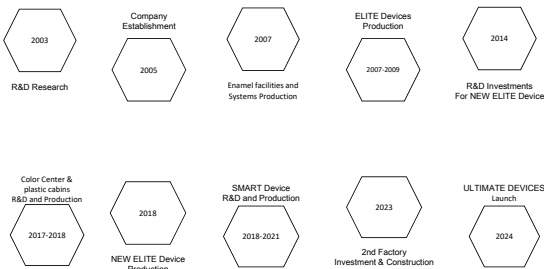 2003
R&D Research
Company
Establishment
2005
2007
Enamel facilities and
Systems Production
ELITE Devices
Production
2007-2009
2014
R&D Investments
For NEW ELITE Device
Color Center &
plastic cabins
R&D and Production
2017-2018
2018
NEW ELITE Device
Production
SMART Device
R&D and Production
2018-2021
2023
2nd Factory
Investment & Construction
ULTIMATE DEVICES
Launch
2024